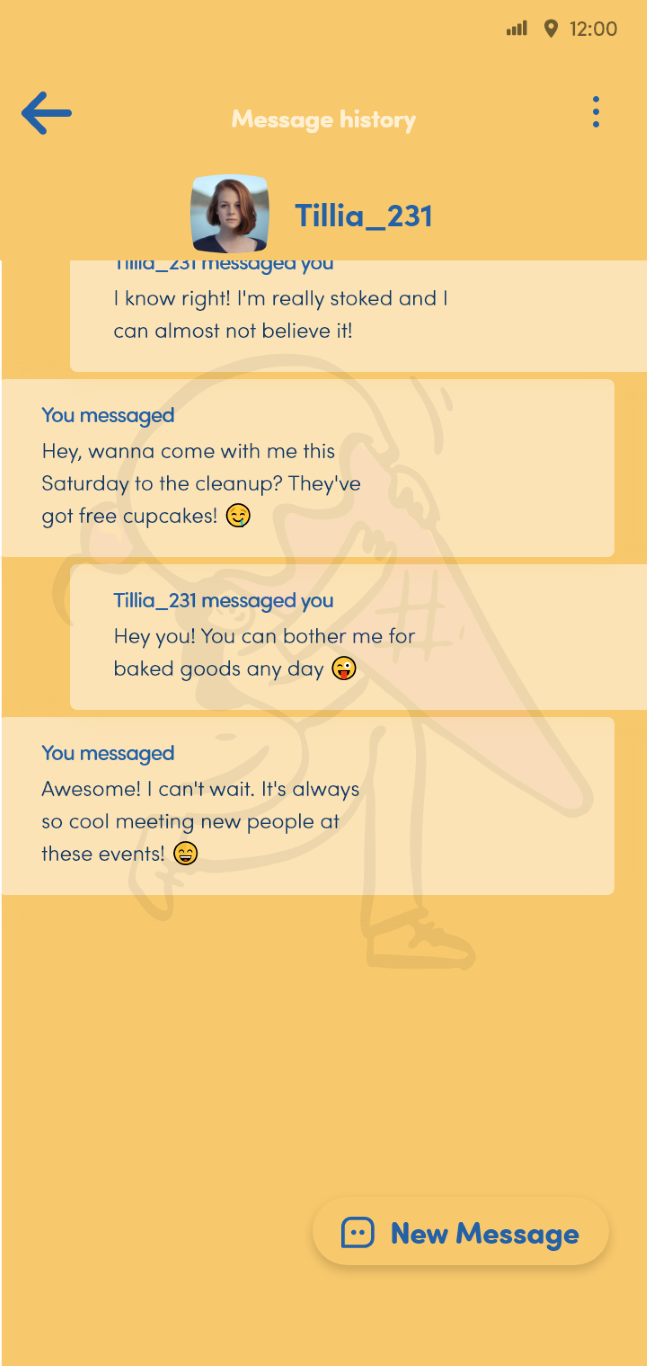 12:00
Message history
Tillia_231
Tillia_231 messaged you
I know right! I'm really stoked and I
can almost not believe it!
You messaged
Hey, wanna come with me this
Saturday to the cleanup? They've
got free cupcakes! 🤤
Tillia_231 messaged you
Hey you! You can bother me for
baked goods any day 😜
You messaged
Awesome! I can't wait. It's always
so cool meeting new people at
these events! 😄
New Message